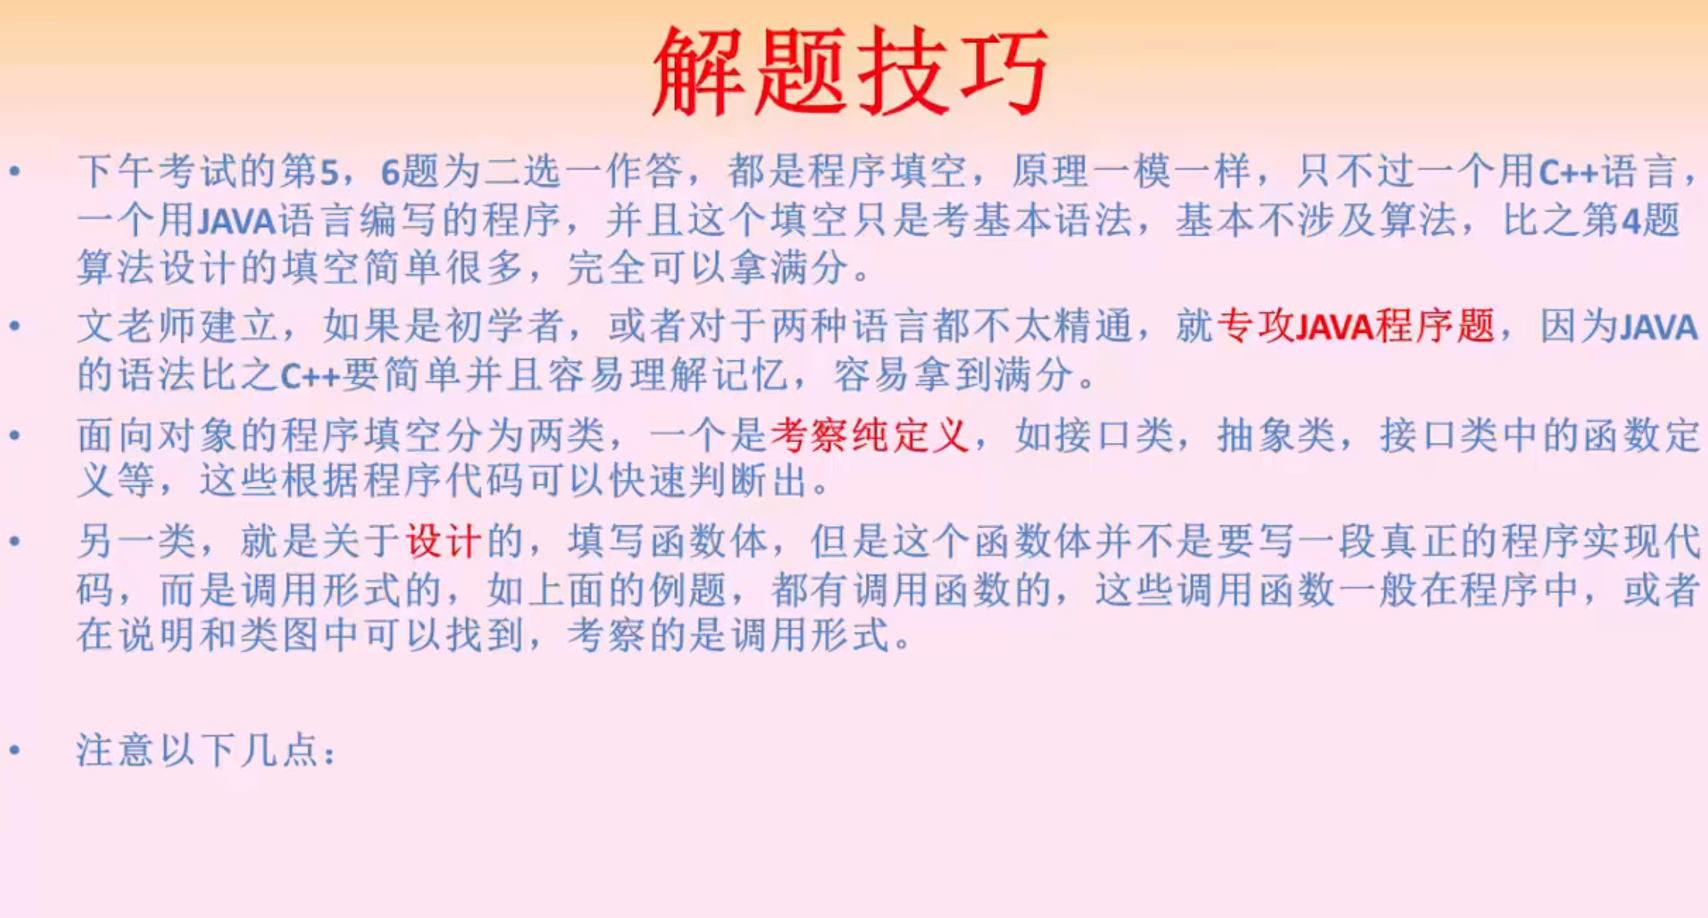 解题技巧
• 下午考试的第5，6题为二选一作答，都是程序填空，原理一模一样，只不过一个用C++语言，
一个用JAVA语言编写的程序，并且这个填空只是考基本语法，基本不涉及算法，比之第4题
算法设计的填空简单很多，完全可以拿满分。
• 文老师建立，如果是初学者，或者对于两种语言都不太精通，就专攻JAVA程序题，因为JAVA
的语法比之C++要简单并且容易理解记忆，容易拿到满分。
• 面向对象的程序填空分为两类，一个是考察纯定义，如接口类，抽象类，接口类中的函数定
义等，这些根据程序代码可以快速判断出。
• 另一类，就是关于设计的，填写函数体，但是这个函数体并不是要写一段真正的程序实现代
码，而是调用形式的，如上面的例题，都有调用函数的，这些调用函数一般在程序中，或者
在说明和类图中可以找到，考察的是调用形式。
• 注意以下几点：